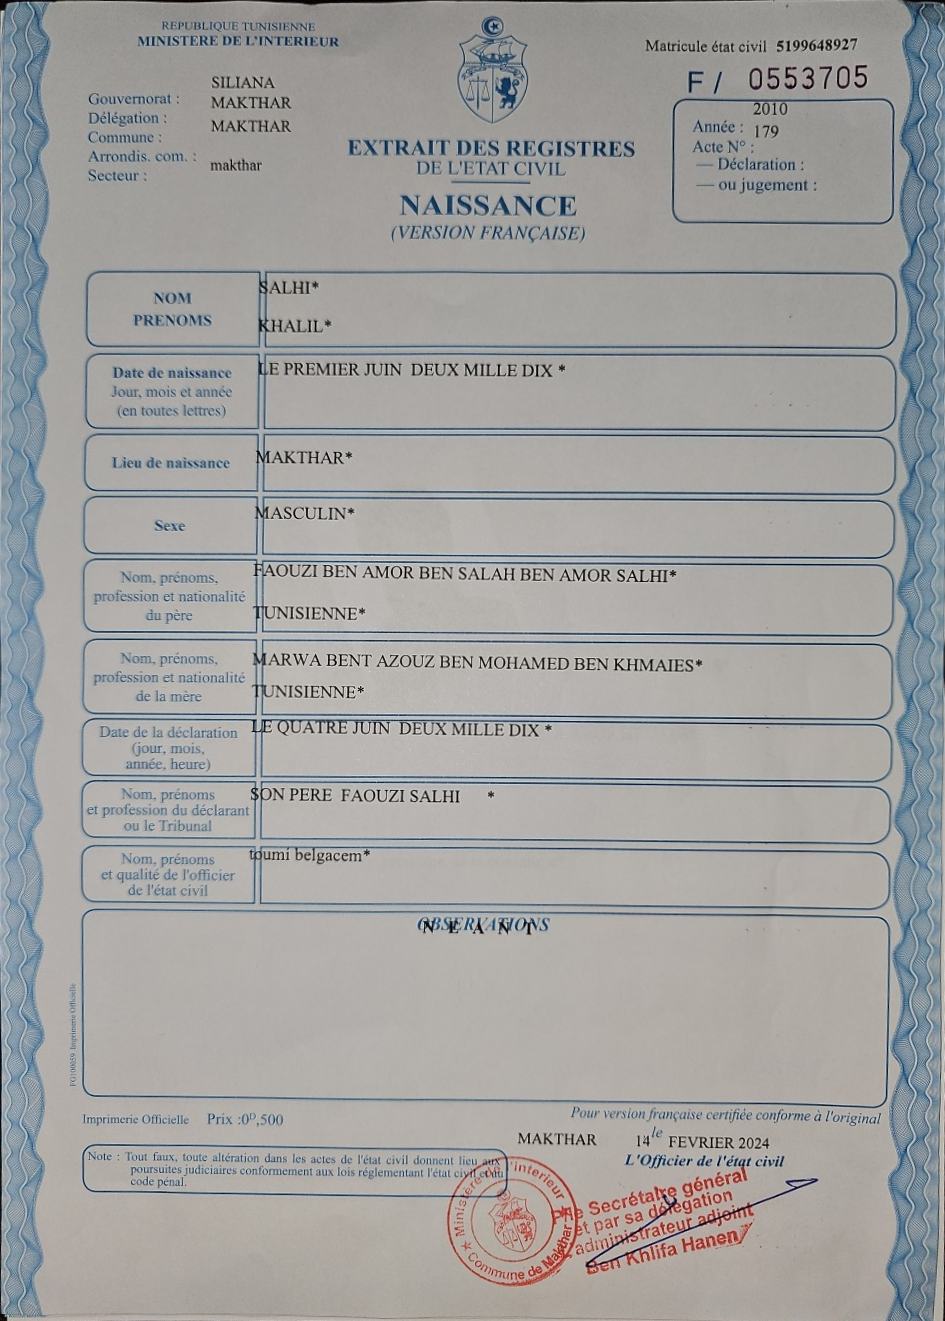 REPUBLIQUE TUNISIENNE
MINISTERE DE L'INTERIEUR
Matricule état civil 5199648927
F / 0553705
Gouvernorat : SILIANA
Délégation : MAKTHAR
Commune : MAKTHAR
Arrondis. com. :
Secteur : makthar
2010
Année : 179
Acte N° :
— Déclaration :
— ou jugement :
EXTRAIT DES REGISTRES
DE L'ETAT CIVIL
NAISSANCE
(VERSION FRANÇAISE)
NOM
PRENOMS
SALHI*
KHALIL*
Date de naissance
Jour, mois et année
(en toutes lettres)
LE PREMIER JUIN DEUX MILLE DIX *
Lieu de naissance
MAKTHAR*
Sexe
MASCULIN*
Nom, prénoms,
profession et nationalité
du père
FAOUZI BEN AMOR BEN SALAH BEN AMOR SALHI*
TUNISIENNE*
Nom, prénoms,
profession et nationalité
de la mère
MARWA BENT AZOUZ BEN MOHAMED BEN KHMAIES*
TUNISIENNE*
Date de la déclaration
(jour, mois,
année, heure)
LE QUATRE JUIN DEUX MILLE DIX *
Nom, prénoms
et profession du déclarant
ou le Tribunal
SON PERE FAOUZI SALHI *
Nom, prénoms
et qualité de l'officier
de l'état civil
toumi belgacem*
OBSERVATIONS
N E A N T
FG100059 Imprimerie Officielle
Imprimerie Officielle Prix :0ᴰ,500
Pour version française certifiée conforme à l'original
MAKTHAR 14 le FEVRIER 2024
L'Officier de l'état civil
Note : Tout faux, toute altération dans les actes de l'état civil donnent lieu aux
poursuites judiciaires conformement aux lois réglementant l'état civil et au
code pénal.
Ministère de l'interieur
Commune de Makthar
Le Secrétaire général
et par sa délégation
administrateur adjoint
Ben Khlifa Hanen